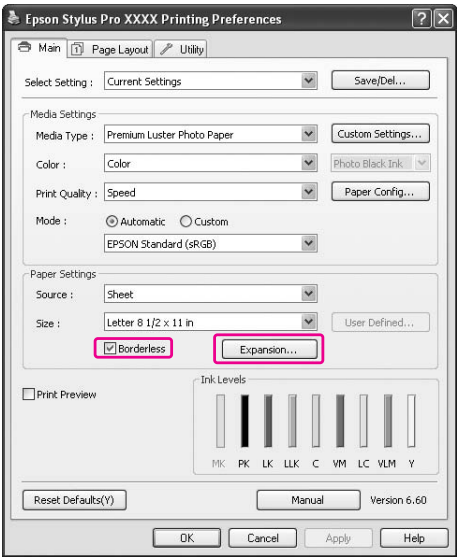 Epson Stylus Pro XXXX Printing Preferences
Main Page Layout Utility
Select Setting : Current Settings Save/Del...
Media Settings
Media Type : Premium Luster Photo Paper Custom Settings...
Color : Color Photo Black Ink
Print Quality : Speed Paper Config...
Mode : Automatic Custom
EPSON Standard (sRGB)
Paper Settings
Source : Sheet
Size : Letter 8 1/2 x 11 in User Defined...
Borderless Expansion...
Print Preview
Ink Levels
MK PK LK LLK C VM LC VLM Y
Reset Defaults(Y) Manual Version 6.60
OK Cancel Apply Help